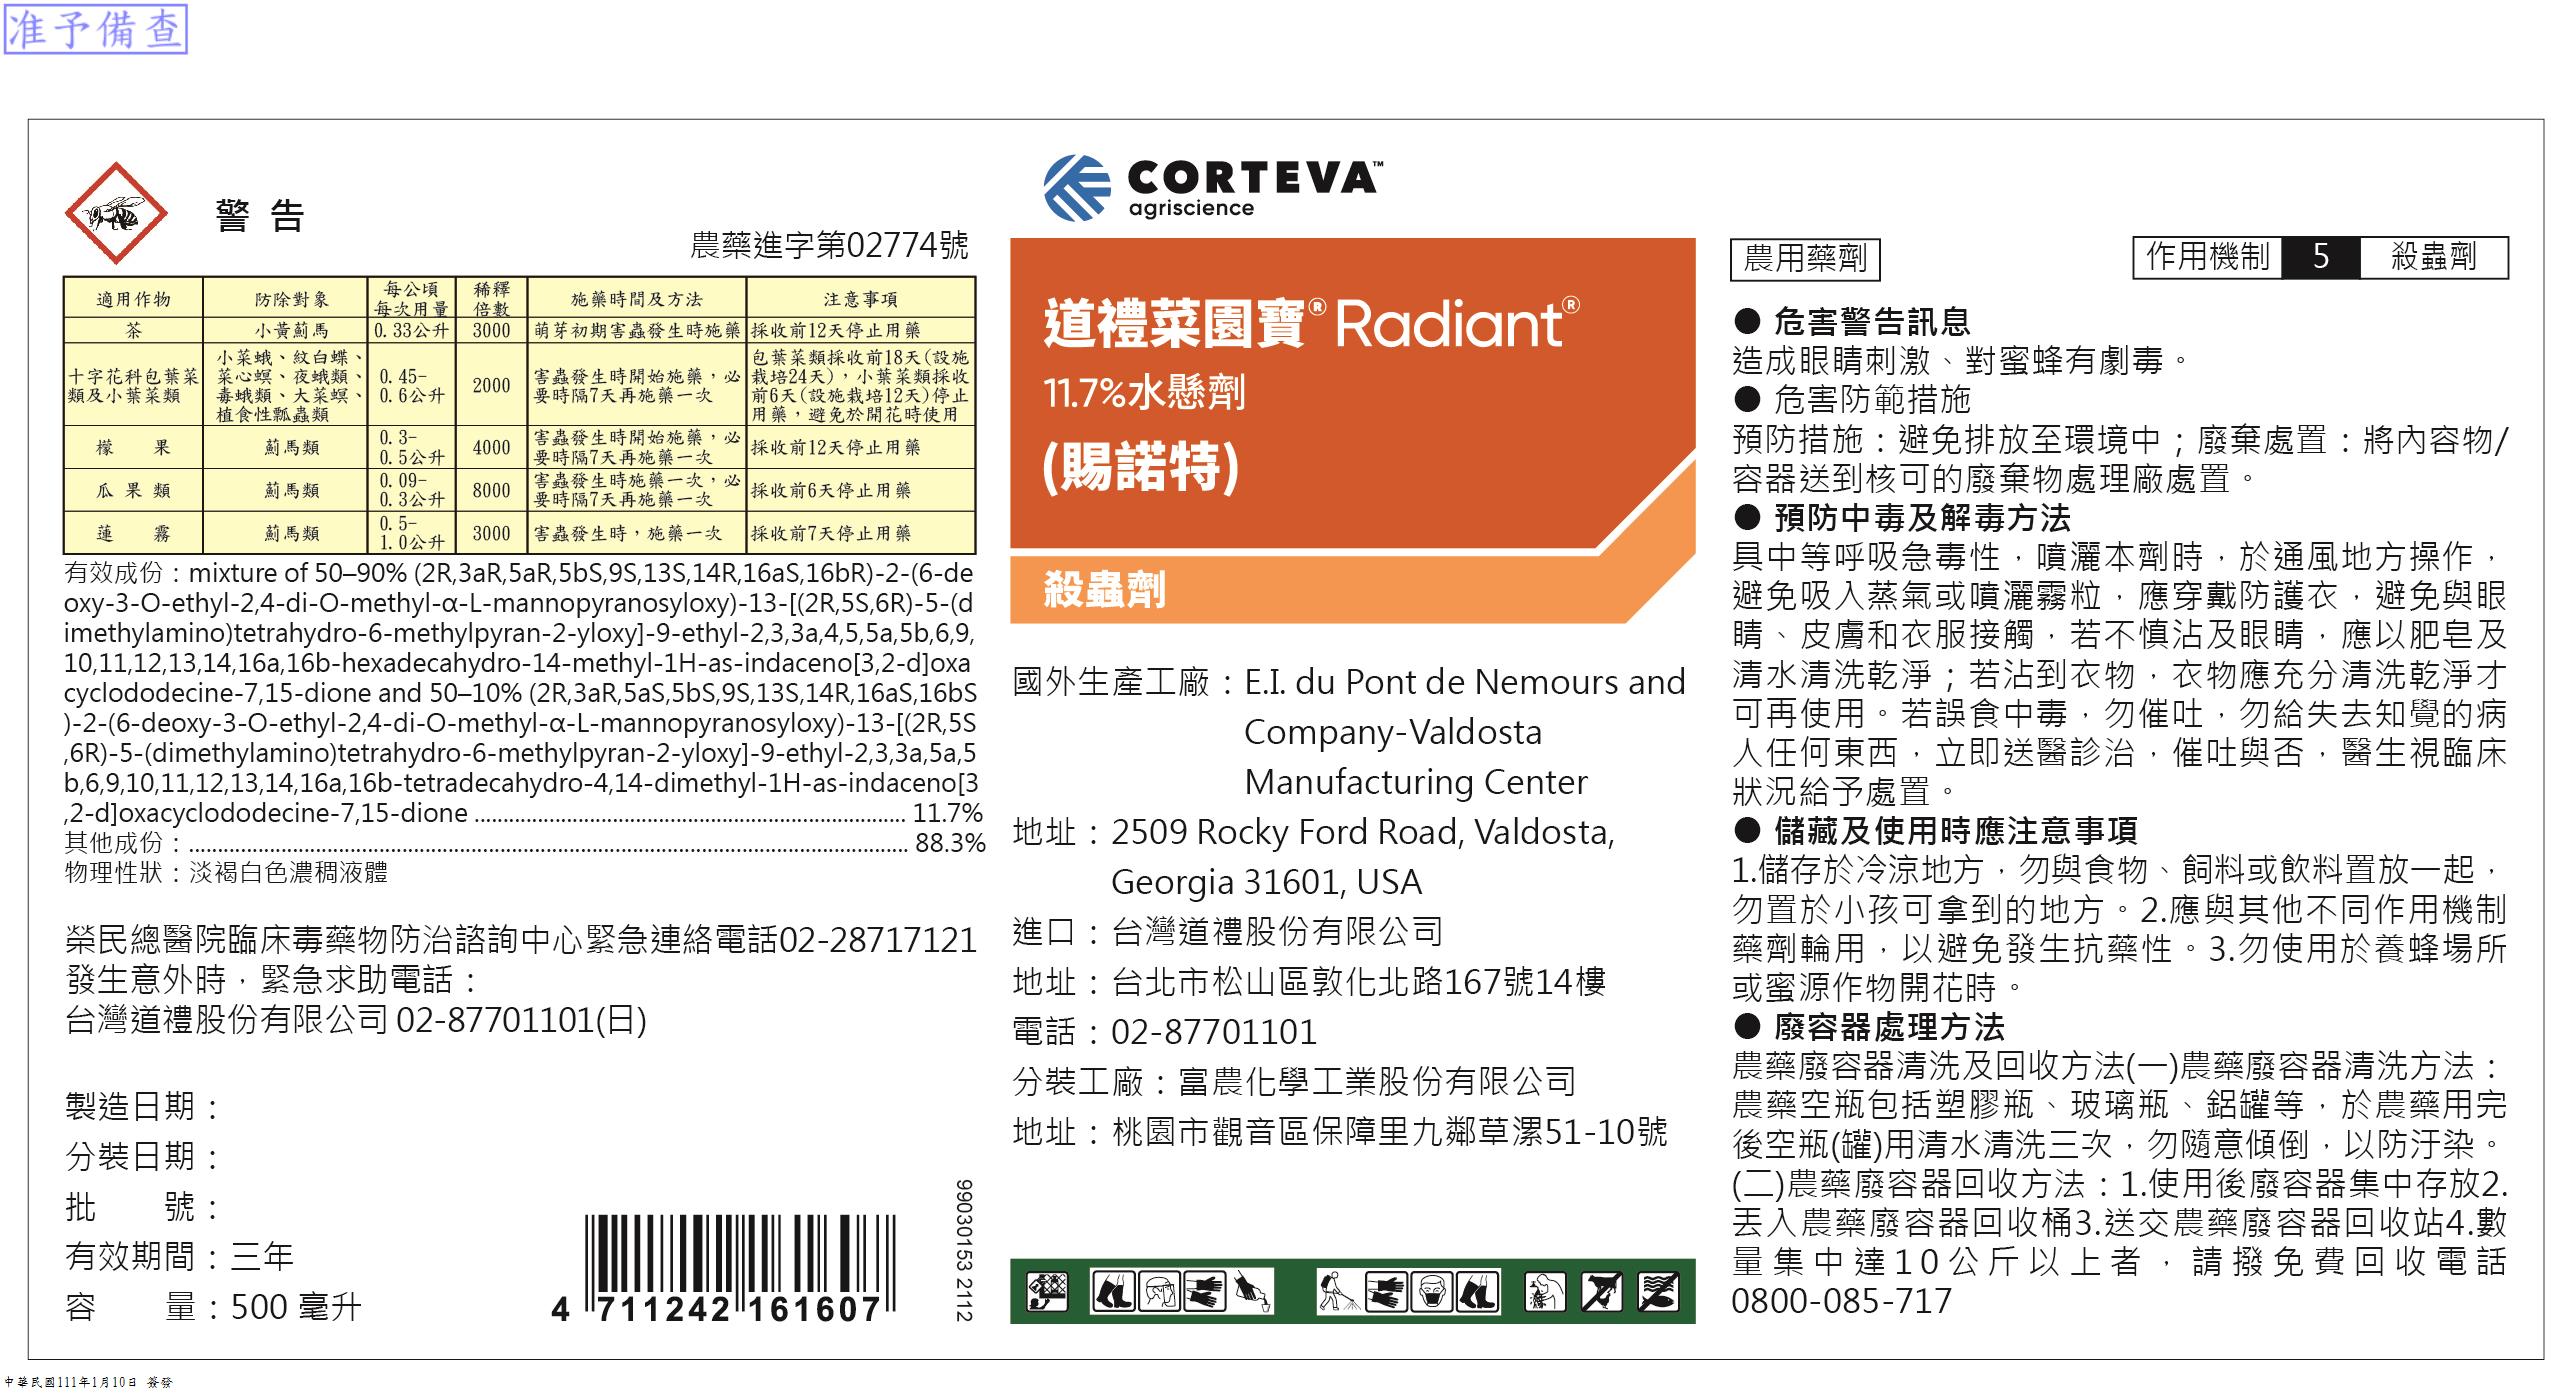 准予備查
警告
農藥進字第02774號
適用作物 防除對象 每公頃每次用量 稀釋倍數 施藥時間及方法 注意事項
茶 小黃薊馬 0.33公升 3000 萌芽初期害蟲發生時施藥 採收前12天停止用藥
十字花科包葉菜類及小葉菜類 小菜蛾、紋白蝶、菜心螟、夜蛾類、毒蛾類、大菜螟、植食性瓢蟲類 0.45-0.6公升 2000 害蟲發生時開始施藥，必要時隔7天再施藥一次 包葉菜類採收前18天(設施栽培24天)，小葉菜類採收前6天(設施栽培12天)停止用藥，避免於開花時使用
檬果 薊馬類 0.3-0.5公升 4000 害蟲發生時開始施藥，必要時隔7天再施藥一次 採收前12天停止用藥
瓜果類 薊馬類 0.09-0.3公升 8000 害蟲發生時施藥一次，必要時隔7天再施藥一次 採收前6天停止用藥
蓮霧 薊馬類 0.5-1.0公升 3000 害蟲發生時，施藥一次 採收前7天停止用藥
有效成份：mixture of 50–90% (2R,3aR,5aR,5bS,9S,13S,14R,16aS,16bR)-2-(6-de
oxy-3-O-ethyl-2,4-di-O-methyl-α-L-mannopyranosyloxy)-13-[(2R,5S,6R)-5-(d
imethylamino)tetrahydro-6-methylpyran-2-yloxy]-9-ethyl-2,3,3a,4,5,5a,5b,6,9,
10,11,12,13,14,16a,16b-hexadecahydro-14-methyl-1H-as-indaceno[3,2-d]oxa
cyclododecine-7,15-dione and 50–10% (2R,3aR,5aS,5bS,9S,13S,14R,16aS,16bS
)-2-(6-deoxy-3-O-ethyl-2,4-di-O-methyl-α-L-mannopyranosyloxy)-13-[(2R,5S
,6R)-5-(dimethylamino)tetrahydro-6-methylpyran-2-yloxy]-9-ethyl-2,3,3a,5a,5
b,6,9,10,11,12,13,14,16a,16b-tetradecahydro-4,14-dimethyl-1H-as-indaceno[3
,2-d]oxacyclododecine-7,15-dione ........ 11.7%
其他成份：........ 88.3%
物理性狀：淡褐白色濃稠液體
榮民總醫院臨床毒藥物防治諮詢中心緊急連絡電話02-28717121
發生意外時，緊急求助電話：
台灣道禮股份有限公司 02-87701101(日)
製造日期：
分裝日期：
批　　號：
有效期間：三年
容　　量：500 毫升
4 711242 161607
99030153 2112
CORTEVA™
agriscience
道禮菜園寶® Radiant®
11.7%水懸劑
(賜諾特)
殺蟲劑
國外生產工廠：E.I. du Pont de Nemours and
Company-Valdosta
Manufacturing Center
地址：2509 Rocky Ford Road, Valdosta,
Georgia 31601, USA
進口：台灣道禮股份有限公司
地址：台北市松山區敦化北路167號14樓
電話：02-87701101
分裝工廠：富農化學工業股份有限公司
地址：桃園市觀音區保障里九鄰草漯51-10號
農用藥劑
作用機制 5 殺蟲劑
● 危害警告訊息
造成眼睛刺激、對蜜蜂有劇毒。
● 危害防範措施
預防措施：避免排放至環境中；廢棄處置：將內容物/
容器送到核可的廢棄物處理廠處置。
● 預防中毒及解毒方法
具中等呼吸急毒性，噴灑本劑時，於通風地方操作，
避免吸入蒸氣或噴灑霧粒，應穿戴防護衣，避免與眼
睛、皮膚和衣服接觸，若不慎沾及眼睛，應以肥皂及
清水清洗乾淨；若沾到衣物，衣物應充分清洗乾淨才
可再使用。若誤食中毒，勿催吐，勿給失去知覺的病
人任何東西，立即送醫診治，催吐與否，醫生視臨床
狀況給予處置。
● 儲藏及使用時應注意事項
1.儲存於冷涼地方，勿與食物、飼料或飲料置放一起，
勿置於小孩可拿到的地方。2.應與其他不同作用機制
藥劑輪用，以避免發生抗藥性。3.勿使用於養蜂場所
或蜜源作物開花時。
● 廢容器處理方法
農藥廢容器清洗及回收方法(一)農藥廢容器清洗方法：
農藥空瓶包括塑膠瓶、玻璃瓶、鋁罐等，於農藥用完
後空瓶(罐)用清水清洗三次，勿隨意傾倒，以防汙染。
(二)農藥廢容器回收方法：1.使用後廢容器集中存放2.
丟入農藥廢容器回收桶3.送交農藥廢容器回收站4.數
量集中達10公斤以上者，請撥免費回收電話
0800-085-717
中華民國111年1月10日 簽發